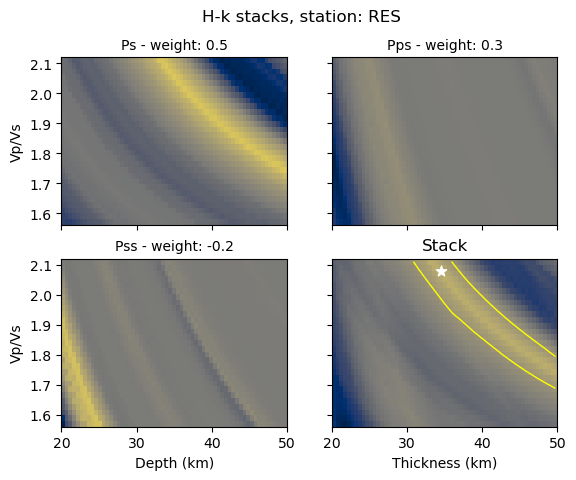 H-k stacks, station: RES
Ps - weight: 0.5
Pps - weight: 0.3
2.1
2.0
1.9
1.8
1.7
1.6
Vp/Vs
Pss - weight: -0.2
Stack
2.1
2.0
1.9
1.8
1.7
1.6
Vp/Vs
20 30 40 50
20 30 40 50
Depth (km)
Thickness (km)